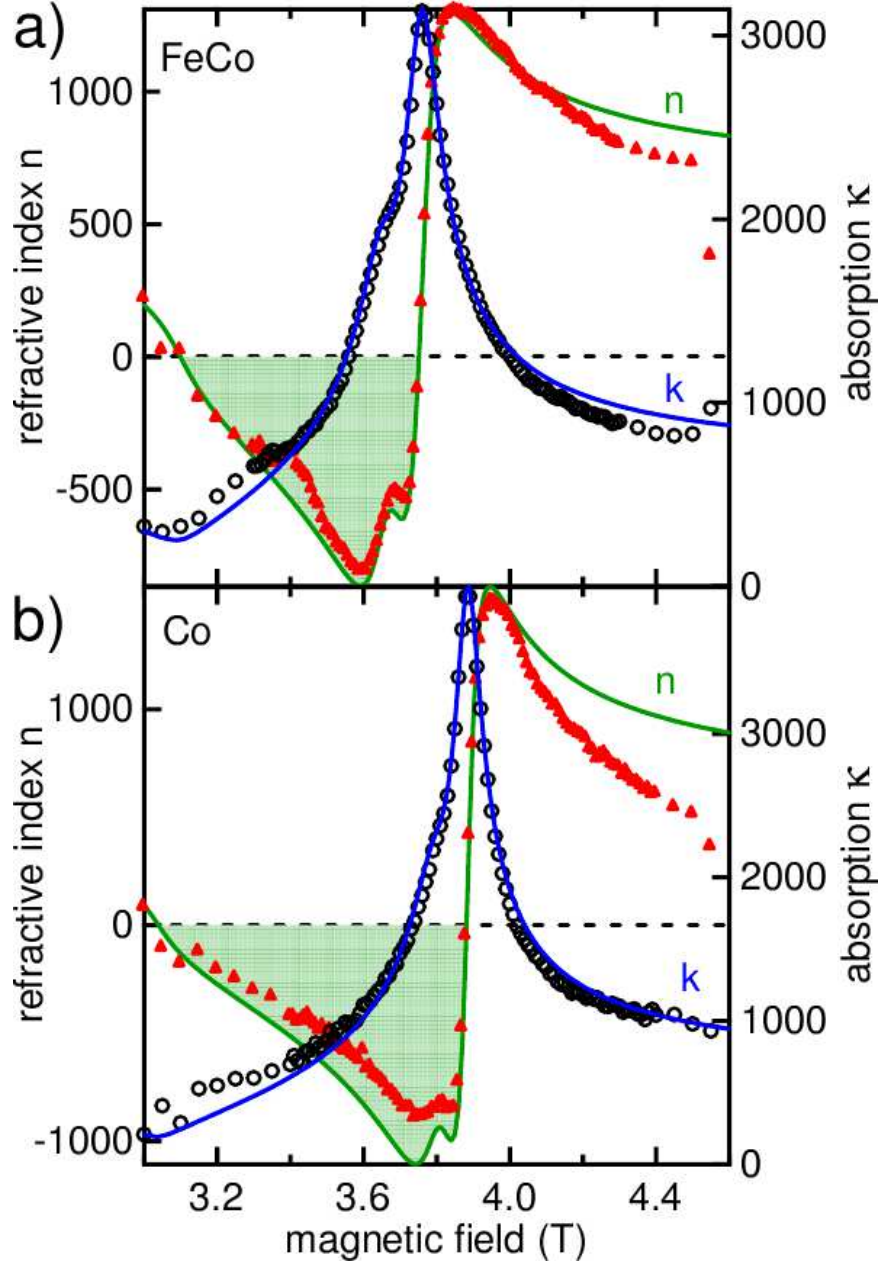 a)
FeCo
refractive index n
1000
500
0
-500
n
k
3000
2000
1000
0
absorption κ
b)
Co
refractive index n
1000
0
-1000
n
k
3000
2000
1000
0
absorption κ
3.2 3.6 4.0 4.4
magnetic field (T)